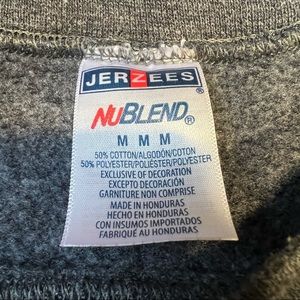 JERZEES®
NUBLEND®
M M M
50% COTTON/ALGODÓN/COTON
50% POLYESTER/POLIÉSTER/POLYESTER
EXCLUSIVE OF DECORATION
EXCEPTO DECORACIÓN
GARNITURE NON COMPRISE
MADE IN HONDURAS
HECHO EN HONDURAS
CON INSUMOS IMPORTADOS
FABRIQUÉ AU HONDURAS